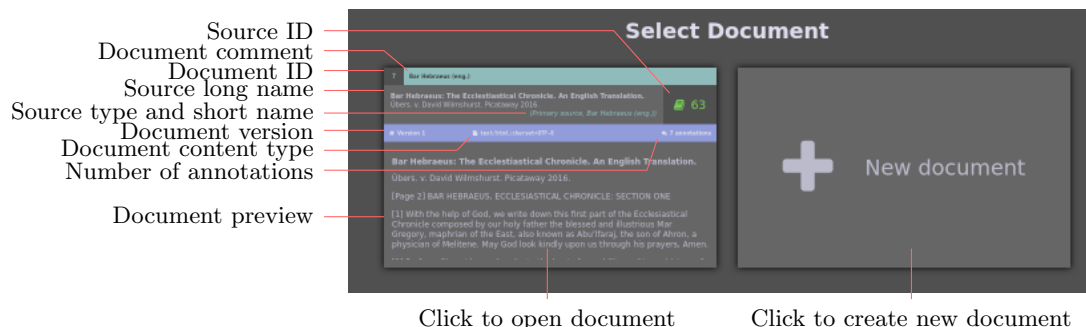 Source ID
Document comment
Document ID
Source long name
Source type and short name
Document version
Document content type
Number of annotations
Document preview
Select Document
7 Bar Hebraeus (eng.)
Bar Hebraeus: The Ecclestiastical Chronicle. An English Translation.
Übers. v. David Wilmshurst. Picataway 2016.
(Primary source, Bar Hebraeus (eng.))
63
# Version 1 text/html;charset=UTF-8 7 annotations
Bar Hebraeus: The Ecclestiastical Chronicle. An English Translation.
Übers. v. David Wilmshurst. Picataway 2016.
[Page 2] BAR HEBRAEUS. ECCLESIASTICAL CHRONICLE: SECTION ONE
[1] With the help of God, we write down this first part of the Ecclesiastical
Chronicle composed by our holy father the blessed and illustrious Mar
Gregory, maphrian of the East, also known as Abu'lfaraj, the son of Ahron, a
physician of Melitene. May God look kindly upon us through his prayers. Amen.
New document
Click to open document
Click to create new document